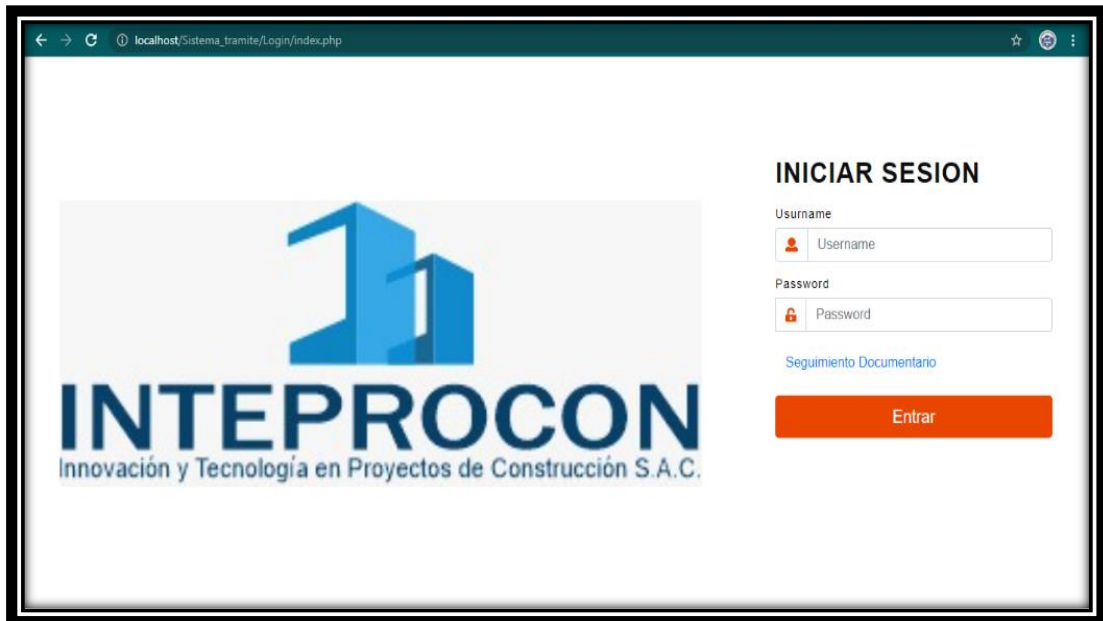 localhost/Sistema_tramite/Login/index.php
INTEPROCON
Innovación y Tecnología en Proyectos de Construcción S.A.C.
INICIAR SESION
Usurname
Username
Password
Password
Seguimiento Documentario
Entrar